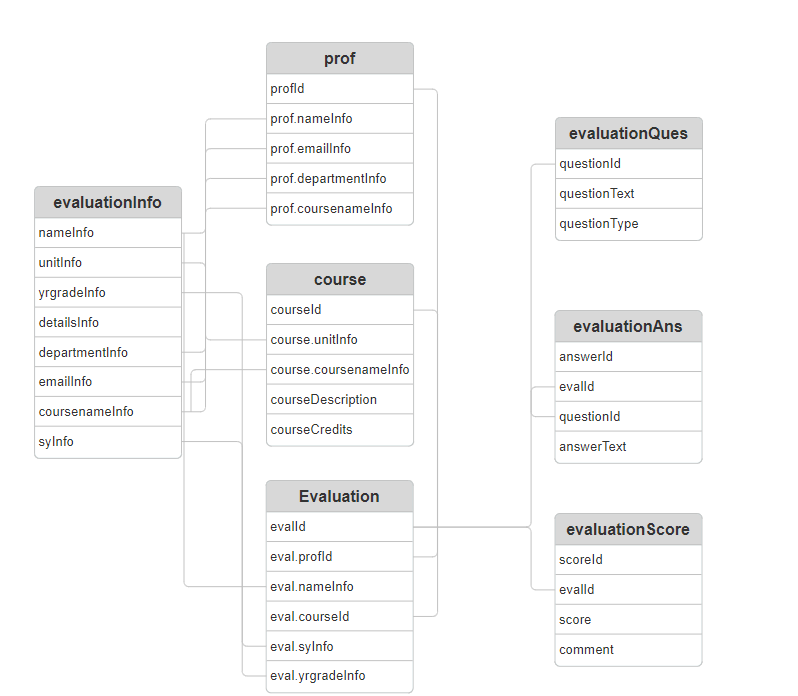 prof
profId
prof.nameInfo
prof.emailInfo
prof.departmentInfo
prof.coursenameInfo
evaluationInfo
nameInfo
unitInfo
yrgradeInfo
detailsInfo
departmentInfo
emailInfo
coursenameInfo
syInfo
course
courseId
course.unitInfo
course.coursenameInfo
courseDescription
courseCredits
Evaluation
evalId
eval.profId
eval.nameInfo
eval.courseId
eval.syInfo
eval.yrgradeInfo
evaluationQues
questionId
questionText
questionType
evaluationAns
answerId
evalId
questionId
answerText
evaluationScore
scoreId
evalId
score
comment